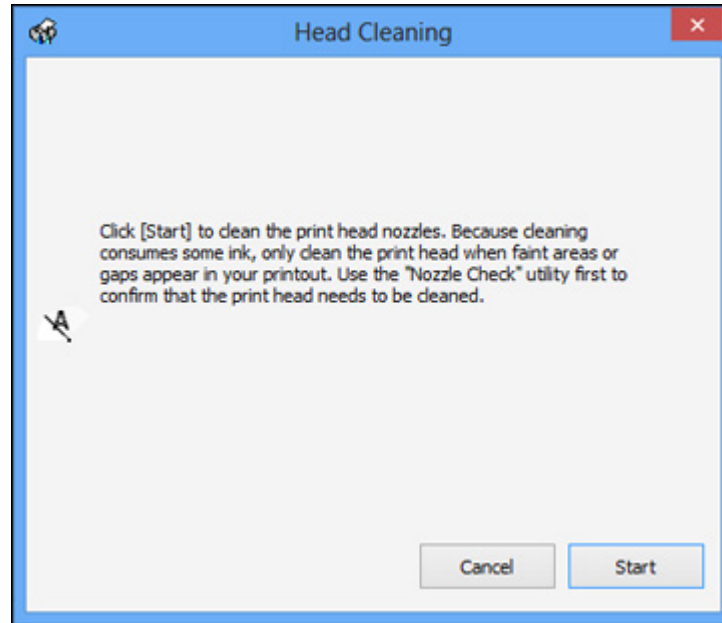 Head Cleaning
Click [Start] to clean the print head nozzles. Because cleaning
consumes some ink, only clean the print head when faint areas or
gaps appear in your printout. Use the "Nozzle Check" utility first to
confirm that the print head needs to be cleaned.
A
Cancel Start